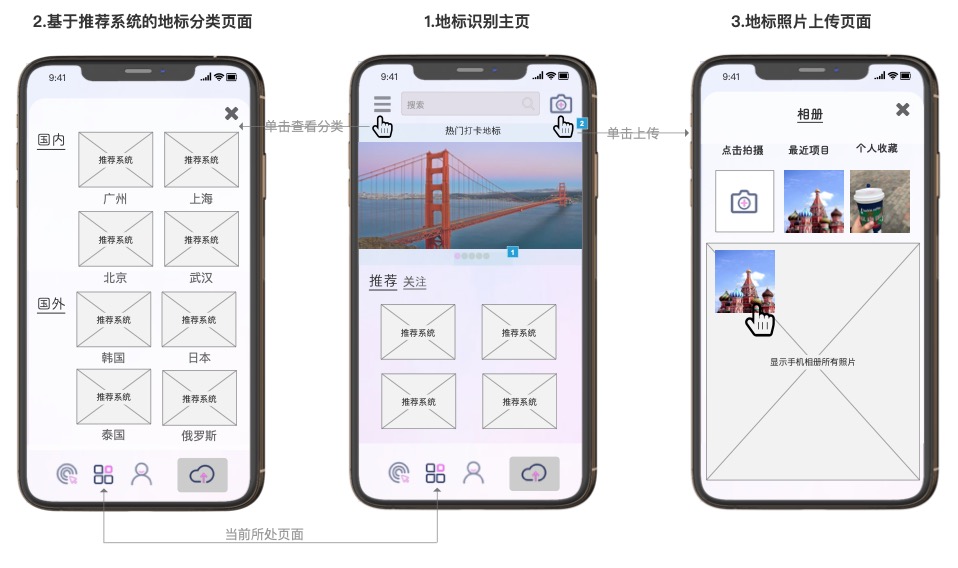 2.基于推荐系统的地标分类页面
1.地标识别主页
3.地标照片上传页面
9:41
国内
推荐系统
推荐系统
广州
上海
推荐系统
推荐系统
北京
武汉
国外
推荐系统
推荐系统
韩国
日本
推荐系统
推荐系统
泰国
俄罗斯
单击查看分类
9:41
搜索
2
热门打卡地标
1
推荐 关注
推荐系统
推荐系统
推荐系统
推荐系统
当前所处页面
单击上传
9:41
相册
点击拍摄
最近项目
个人收藏
显示手机相册所有照片